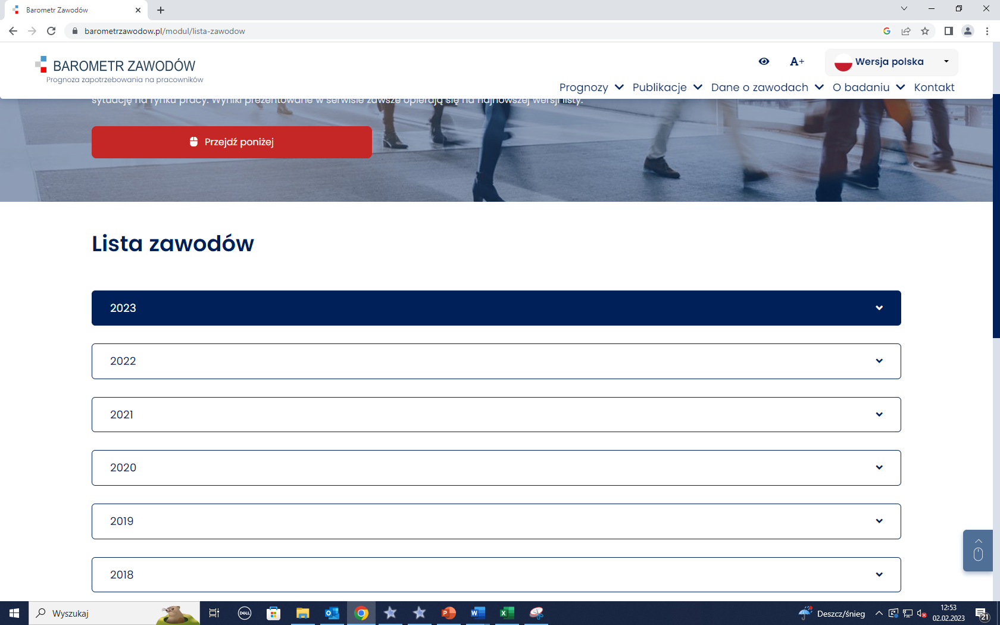 Barometr Zawodów
barometrzawodow.pl/modul/lista-zawodow
BAROMETR ZAWODÓW
Prognoza zapotrzebowania na pracowników
A+
Wersja polska
Prognozy
Publikacje
Dane o zawodach
O badaniu
Kontakt
sytuację na rynku pracy. Wyniki prezentowane w serwisie zawsze opierają się na najnowszej wersji listy.
Przejdź poniżej
Lista zawodów
2023
2022
2021
2020
2019
2018
Wyszukaj
DELL
Deszcz/śnieg
12:53
02.02.2023
21